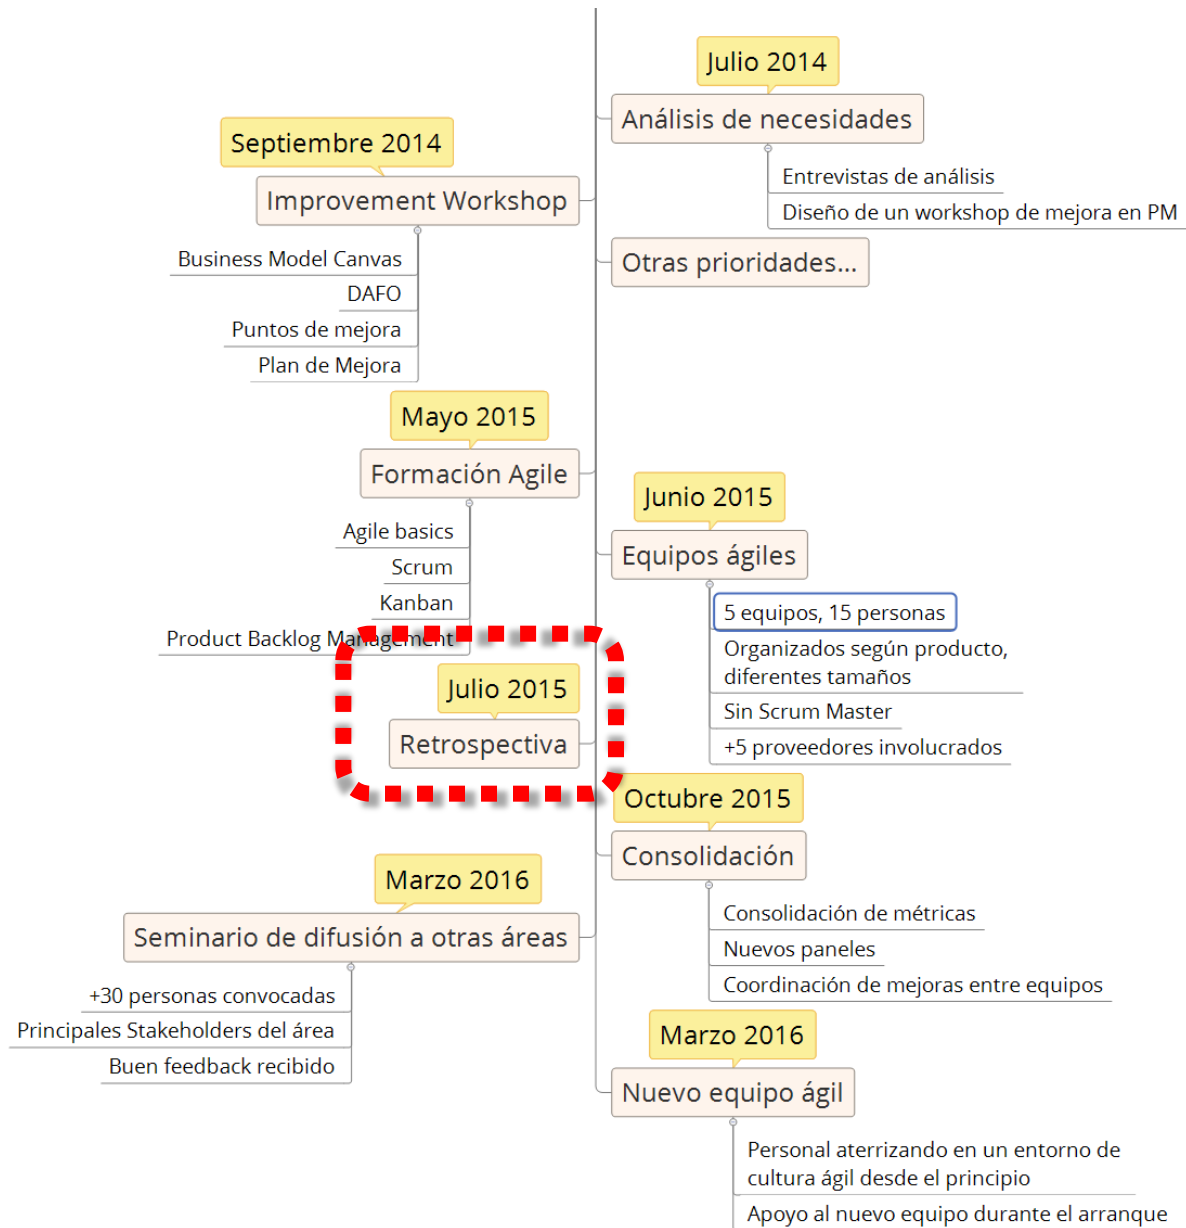 Julio 2014
Análisis de necesidades
Entrevistas de análisis
Diseño de un workshop de mejora en PM
Septiembre 2014
Improvement Workshop
Business Model Canvas
DAFO
Puntos de mejora
Plan de Mejora
Otras prioridades...
Mayo 2015
Formación Agile
Agile basics
Scrum
Kanban
Product Backlog Management
Junio 2015
Equipos ágiles
5 equipos, 15 personas
Organizados según producto,
diferentes tamaños
Sin Scrum Master
+5 proveedores involucrados
Julio 2015
Retrospectiva
Octubre 2015
Consolidación
Consolidación de métricas
Nuevos paneles
Coordinación de mejoras entre equipos
Marzo 2016
Seminario de difusión a otras áreas
+30 personas convocadas
Principales Stakeholders del área
Buen feedback recibido
Marzo 2016
Nuevo equipo ágil
Personal aterrizando en un entorno de
cultura ágil desde el principio
Apoyo al nuevo equipo durante el arranque